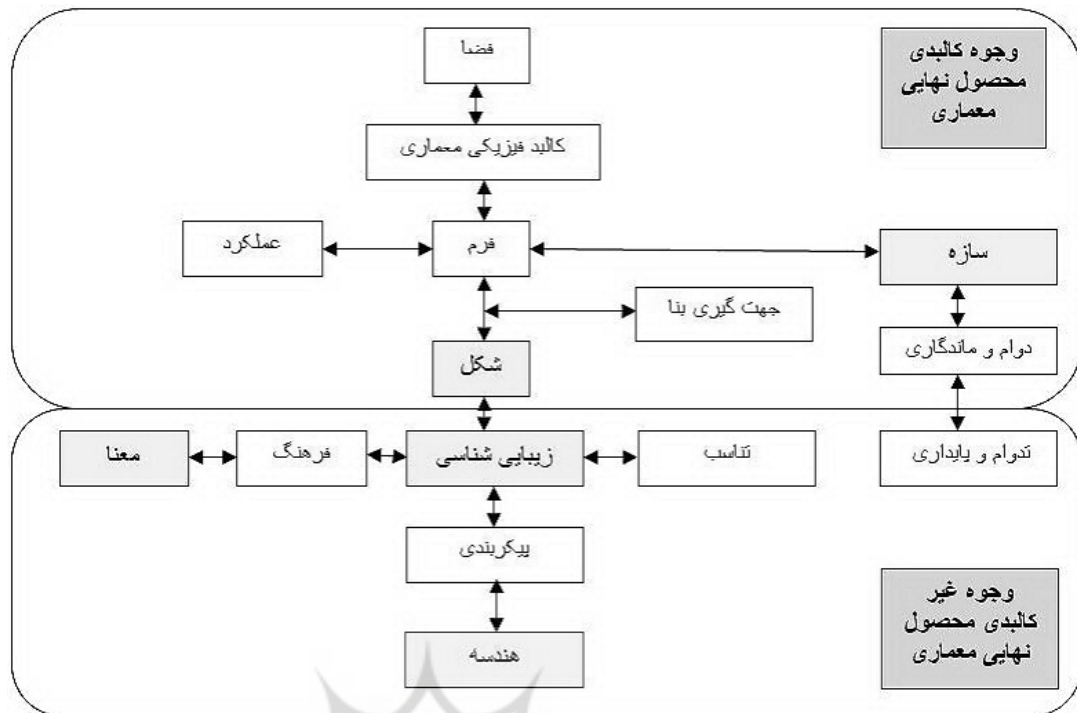 فضا
وجوه کالبدی
محصول نهایی
معماری
کالبد فیزیکی معماری
عملکرد
فرم
سازه
جهت گیری بنا
دوام و ماندگاری
شکل
معنا
فرهنگ
زیبایی شناسی
تناسب
تدوام و پایداری
پیکربندی
وجوه غیر
کالبدی محصول
نهایی معماری
هندسه